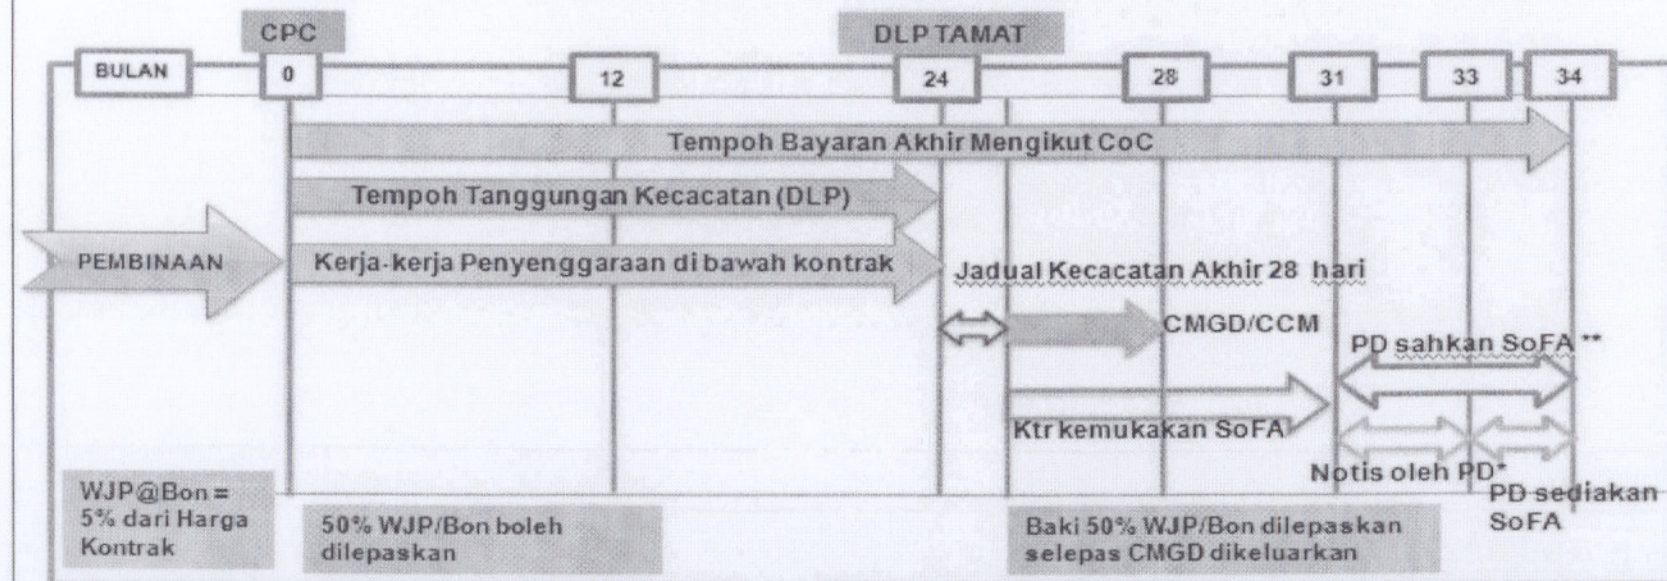 CPC
DLP TAMAT
BULAN
0
12
24
28
31
33
34
Tempoh Bayaran Akhir Mengikut CoC
Tempoh Tanggungan Kecacatan (DLP)
PEMBINAAN
Kerja-kerja Penyenggaraan di bawah kontrak
Jadual Kecacatan Akhir 28 hari
CMGD/CCM
PD sahkan SoFA **
Ktr kemukakan SoFA
Notis oleh PD*
PD sediakan
SoFA
WJP@Bon =
5% dari Harga
Kontrak
50% WJP/Bon boleh
dilepaskan
Baki 50% WJP/Bon dilepaskan
selepas CMGD dikeluarkan